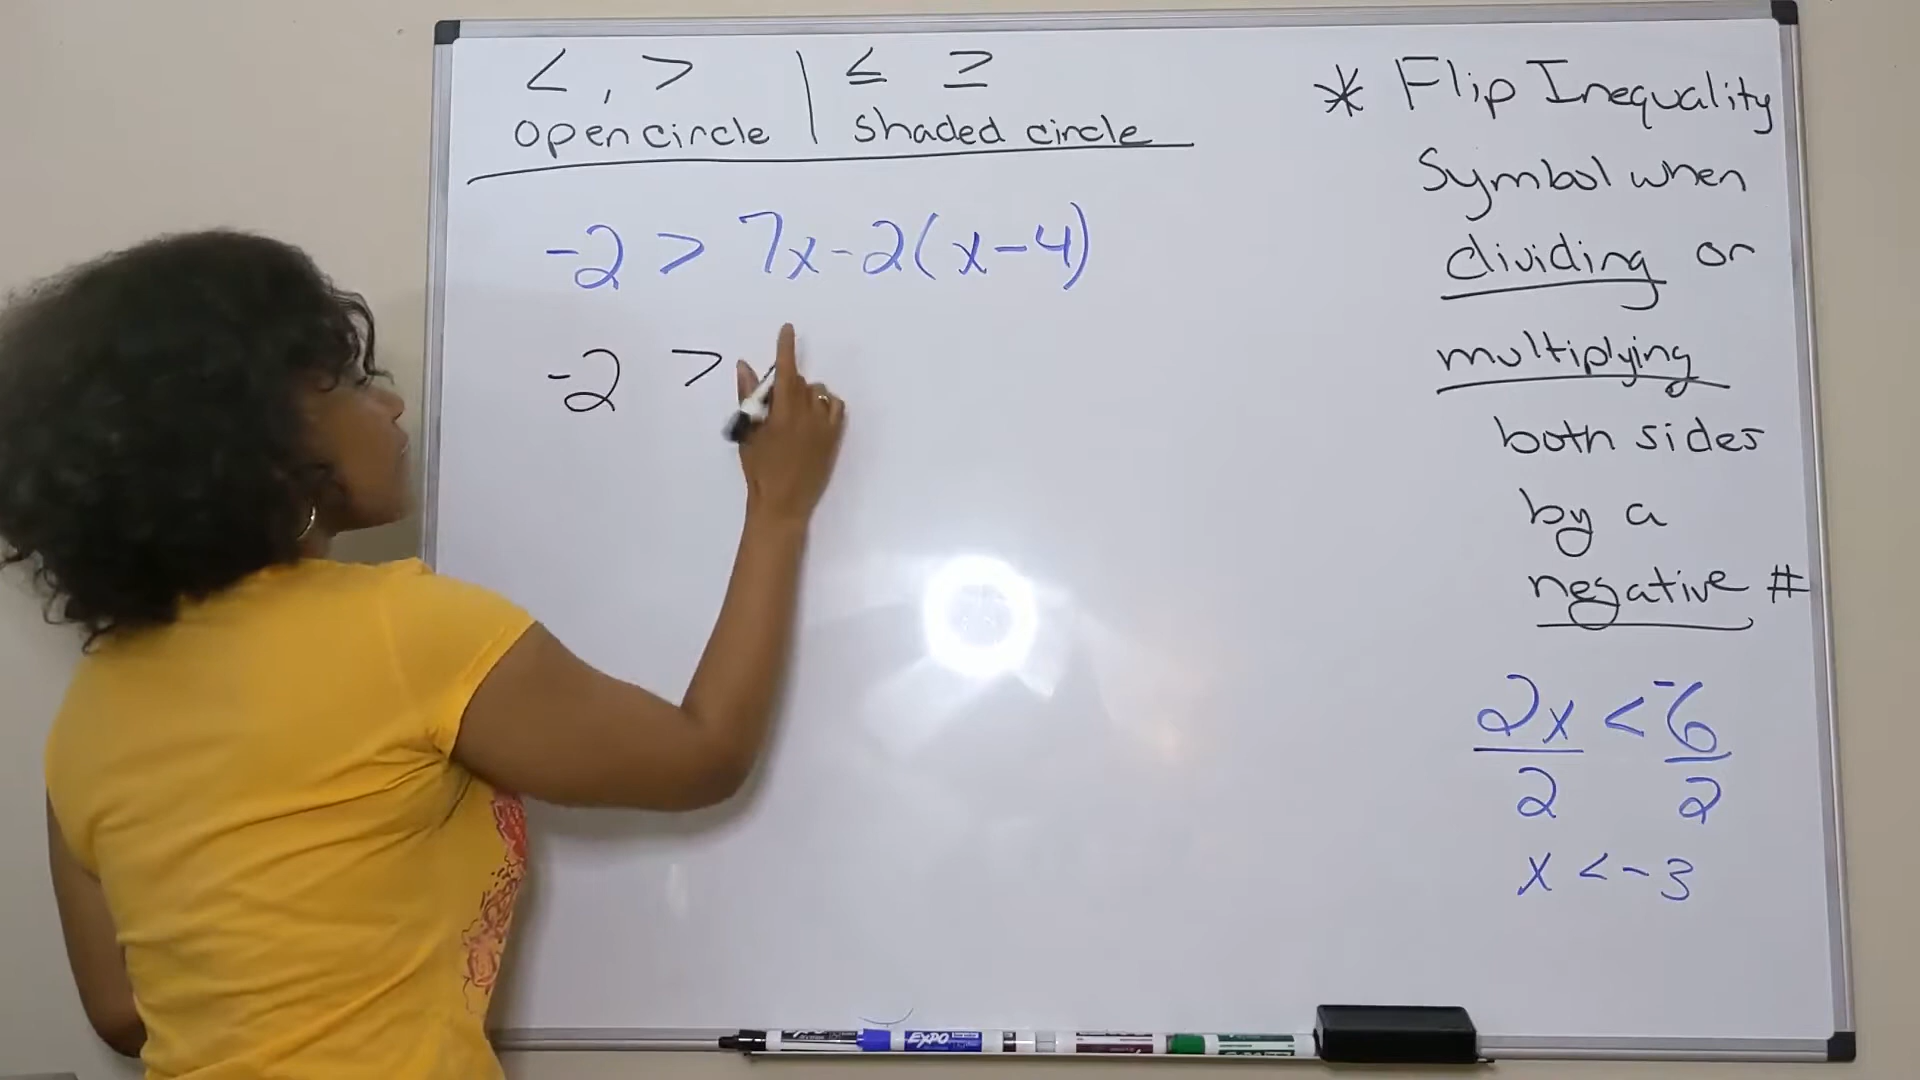 < , > | ≤ ≥
open circle | shaded circle
-2 > 7x-2(x-4)
-2 >
* Flip Inequality
Symbol when
dividing or
multiplying
both sides
by a
negative #
2x < -6
2 2
x < -3
EXPO